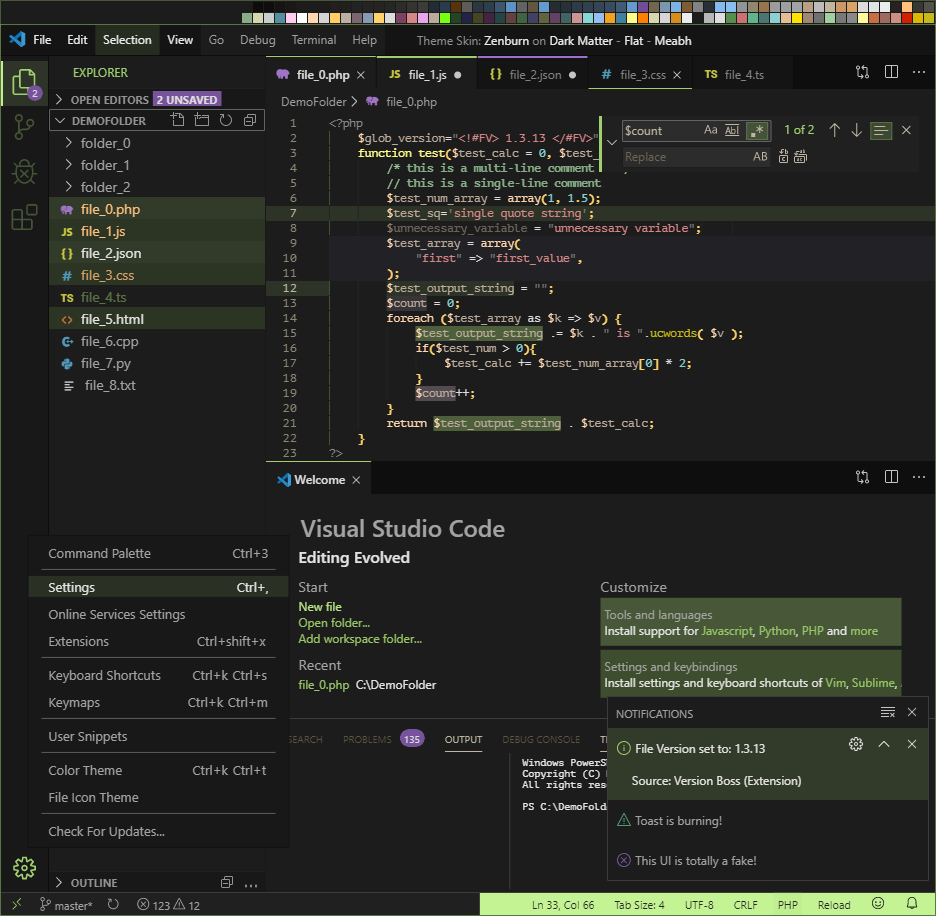 File Edit Selection View Go Debug Terminal Help Theme Skin: Zenburn on Dark Matter - Flat - Meabh
EXPLORER
2
OPEN EDITORS 2 UNSAVED
DEMOFOLDER
folder_0
folder_1
folder_2
file_0.php
JS file_1.js
{} file_2.json
# file_3.css
TS file_4.ts
<> file_5.html
file_6.cpp
file_7.py
file_8.txt
file_0.php × JS file_1.js ● {} file_2.json ● # file_3.css × TS file_4.ts
DemoFolder > file_0.php
1 <?php
2 $glob_version="<!#FV> 1.3.13 </#FV>"
3 function test($test_calc = 0, $test_
4 /* this is a multi-line comment
5 // this is a single-line comment
6 $test_num_array = array(1, 1.5);
7 $test_sq='single quote string';
8 $unnecessary_variable = "unnecessary variable";
9 $test_array = array(
10 "first" => "first_value",
11 );
12 $test_output_string = "";
13 $count = 0;
14 foreach ($test_array as $k => $v) {
15 $test_output_string .= $k . " is ".ucwords( $v );
16 if($test_num > 0){
17 $test_calc += $test_num_array[0] * 2;
18 }
19 $count++;
20 }
21 return $test_output_string . $test_calc;
22 }
23 ?>
$count Aa Abl .* 1 of 2
Replace AB
Welcome ×
Visual Studio Code
Editing Evolved
Start
New file
Open folder...
Add workspace folder...
Recent
file_0.php C:\DemoFolder
Customize
Tools and languages
Install support for Javascript, Python, PHP and more
Settings and keybindings
Install settings and keyboard shortcuts of Vim, Sublime,
Command Palette Ctrl+3
Settings Ctrl+,
Online Services Settings
Extensions Ctrl+shift+x
Keyboard Shortcuts Ctrl+k Ctrl+s
Keymaps Ctrl+k Ctrl+m
User Snippets
Color Theme Ctrl+k Ctrl+t
File Icon Theme
Check For Updates...
SEARCH PROBLEMS 135 OUTPUT DEBUG CONSOLE
Windows PowerS
Copyright (C)
All rights res
PS C:\DemoFold
NOTIFICATIONS
File Version set to: 1.3.13
Source: Version Boss (Extension)
Toast is burning!
This UI is totally a fake!
OUTLINE
master* 123 12 Ln 33, Col 66 Tab Size: 4 UTF-8 CRLF PHP Reload